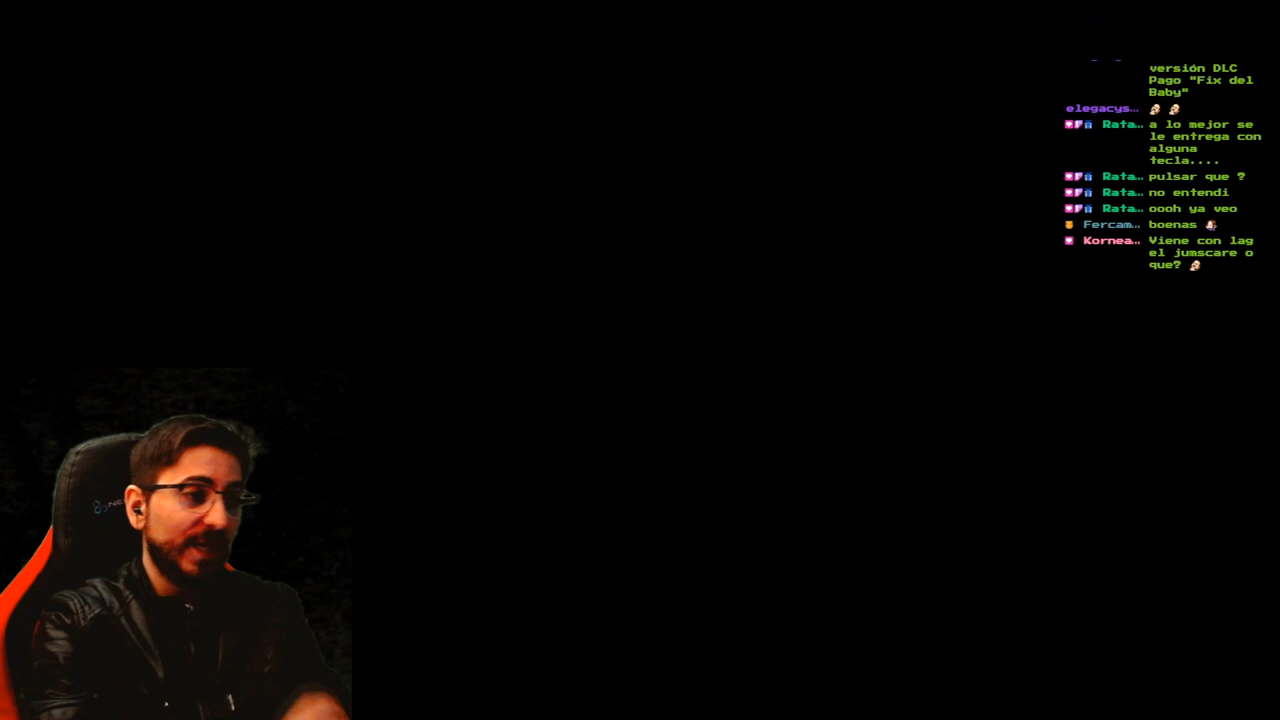 versión DLC
Pago "Fix del
Baby"
elegacys…
Rata… a lo mejor se
le entrega con
alguna
tecla....
Rata… pulsar que ?
Rata… no entendi
Rata… oooh ya veo
Fercam… boenas
Kornea… Viene con lag
el jumscare o
que?